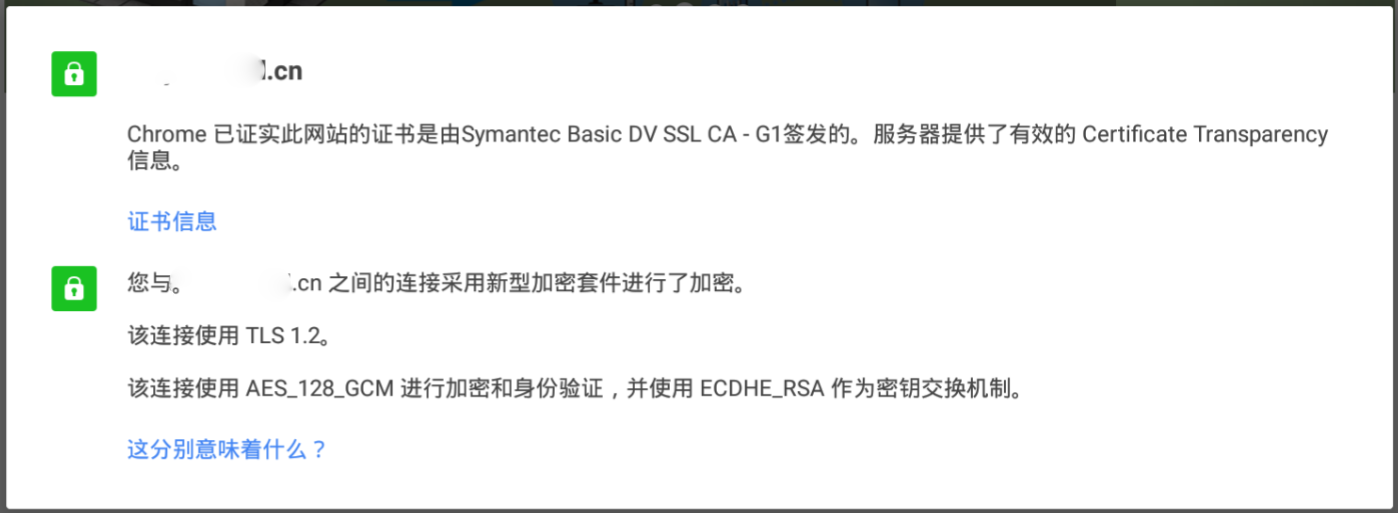 .cn
Chrome 已证实此网站的证书是由Symantec Basic DV SSL CA - G1签发的。服务器提供了有效的 Certificate Transparency
信息。
证书信息
您与。 .cn 之间的连接采用新型加密套件进行了加密。
该连接使用 TLS 1.2。
该连接使用 AES_128_GCM 进行加密和身份验证，并使用 ECDHE_RSA 作为密钥交换机制。
这分别意味着什么？